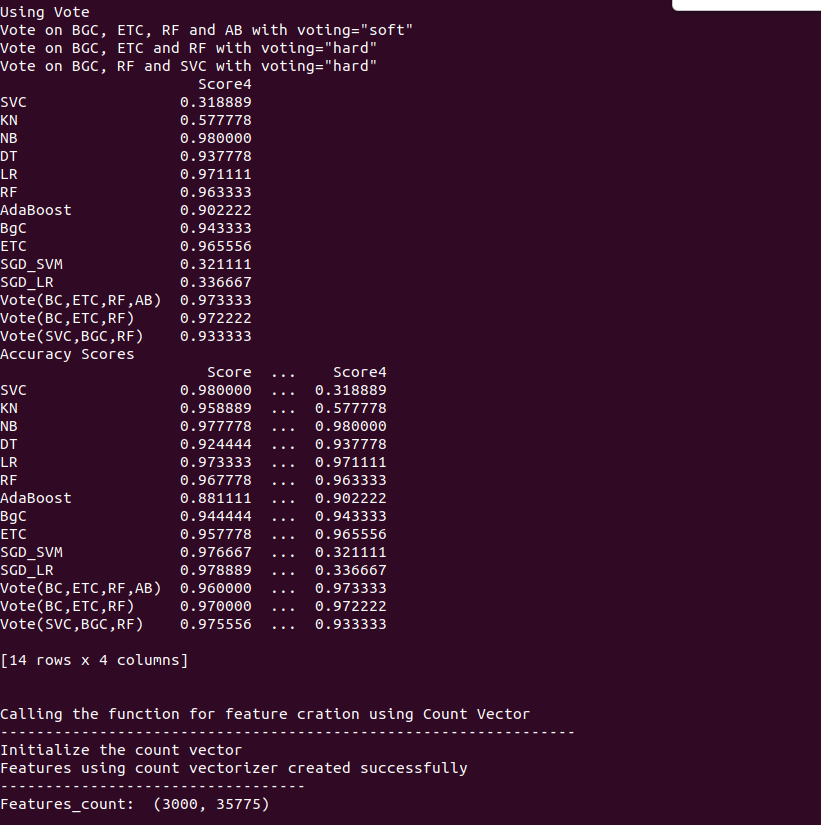 Using Vote
Vote on BGC, ETC, RF and AB with voting="soft"
Vote on BGC, ETC and RF with voting="hard"
Vote on BGC, RF and SVC with voting="hard"
                      Score4
SVC                 0.318889
KN                  0.577778
NB                  0.980000
DT                  0.937778
LR                  0.971111
RF                  0.963333
AdaBoost            0.902222
BgC                 0.943333
ETC                 0.965556
SGD_SVM             0.321111
SGD_LR              0.336667
Vote(BC,ETC,RF,AB)  0.973333
Vote(BC,ETC,RF)     0.972222
Vote(SVC,BGC,RF)    0.933333
Accuracy Scores
                       Score  ...    Score4
SVC                 0.980000  ...  0.318889
KN                  0.958889  ...  0.577778
NB                  0.977778  ...  0.980000
DT                  0.924444  ...  0.937778
LR                  0.973333  ...  0.971111
RF                  0.967778  ...  0.963333
AdaBoost            0.881111  ...  0.902222
BgC                 0.944444  ...  0.943333
ETC                 0.957778  ...  0.965556
SGD_SVM             0.976667  ...  0.321111
SGD_LR              0.978889  ...  0.336667
Vote(BC,ETC,RF,AB)  0.960000  ...  0.973333
Vote(BC,ETC,RF)     0.970000  ...  0.972222
Vote(SVC,BGC,RF)    0.975556  ...  0.933333
[14 rows x 4 columns]
Calling the function for feature cration using Count Vector
----------------------------------------------------------------
Initialize the count vector
Features using count vectorizer created successfully
----------------------------------
Features_count:  (3000, 35775)